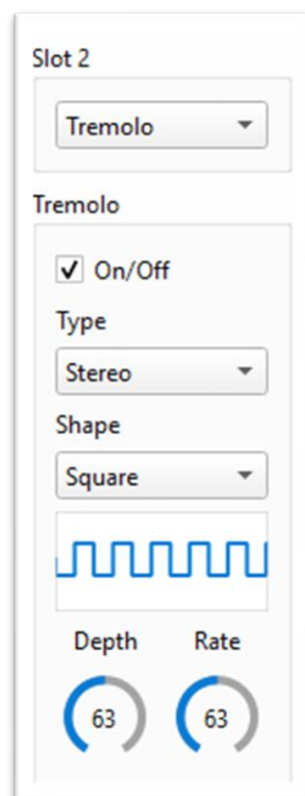 Slot 2
Tremolo
Tremolo
On/Off
Type
Stereo
Shape
Square
Depth Rate
63 63